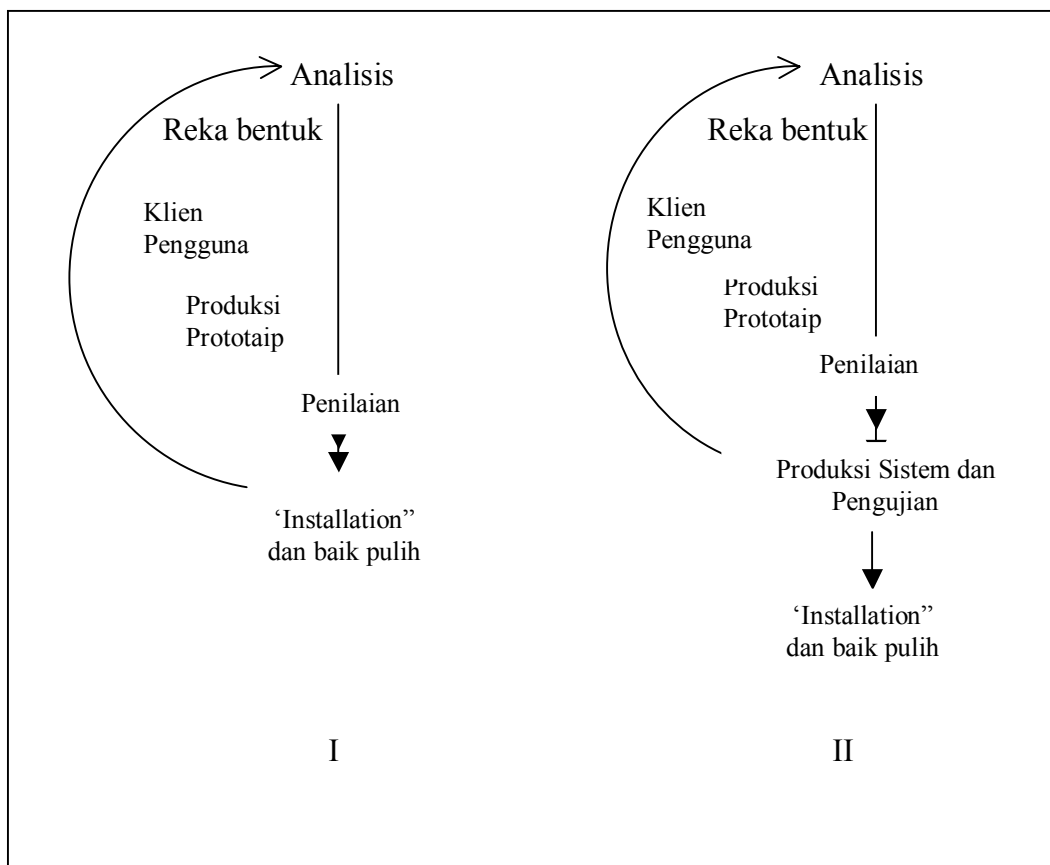 Analisis
Reka bentuk
Klien
Pengguna
Produksi
Prototaip
Penilaian
‘Installation”
dan baik pulih
I
Analisis
Reka bentuk
Klien
Pengguna
Produksi
Prototaip
Penilaian
Produksi Sistem dan
Pengujian
‘Installation”
dan baik pulih
II